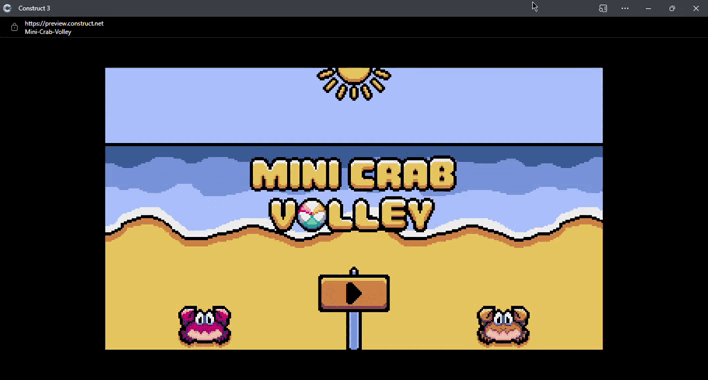 Construct 3
https://preview.construct.net
Mini-Crab-Volley
MINI CRAB
VOLLEY